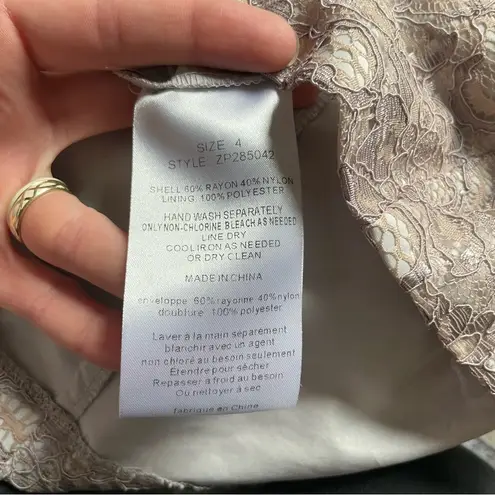 SIZE 4
STYLE ZP285042
SHELL 60% RAYON 40% NYLON
LINING 100% POLYESTER
HAND WASH SEPARATELY
ONLY NON-CHLORINE BLEACH AS NEEDED
LINE DRY
COOL IRON AS NEEDED
OR DRY CLEAN
MADE IN CHINA
enveloppe 60% rayonne 40% nylon
doublure 100% polyester
Laver à la main séparément
blanchir avec un agent
non chloré au besoin seulement
Étendre pour sécher
Repasser à froid au besoin
Ou nettoyer à sec
fabriqué en Chine